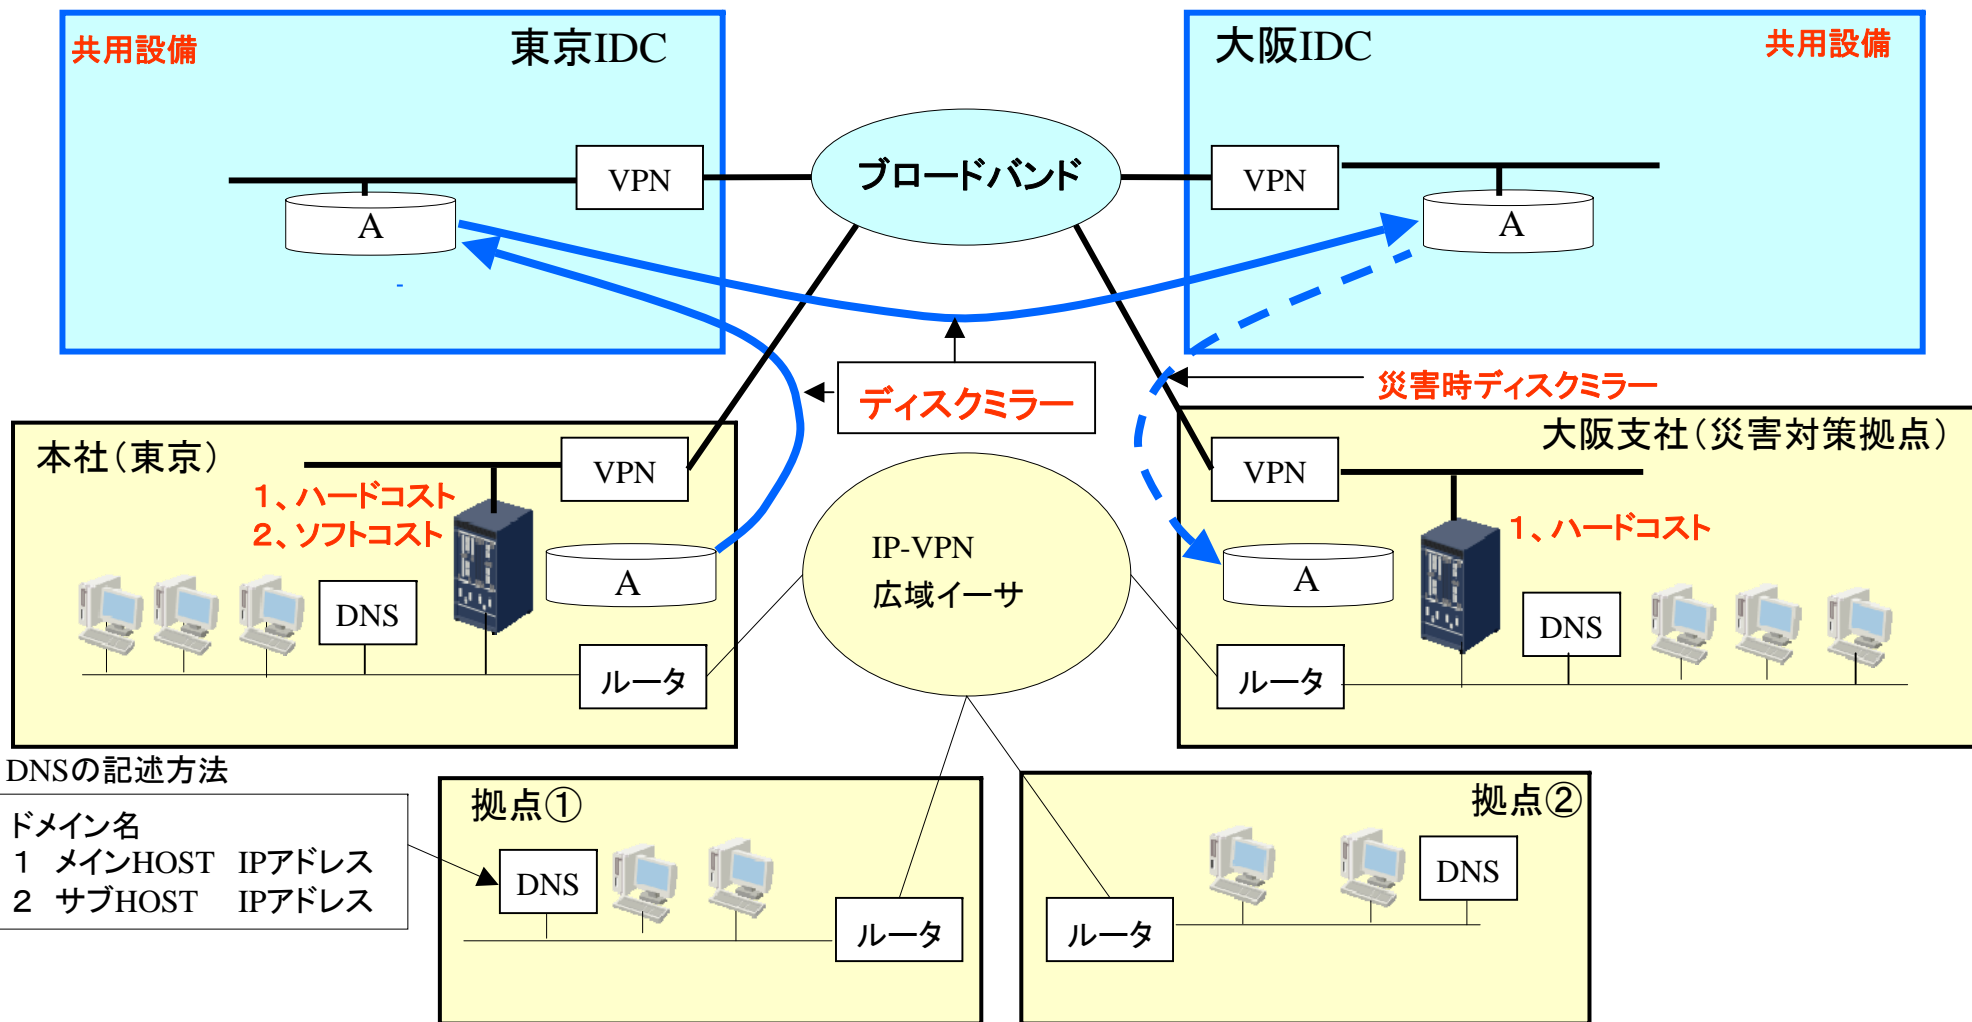 共用設備
東京IDC
大阪IDC
共用設備
VPN
ブロードバンド
VPN
A
A
ディスクミラー
災害時ディスクミラー
本社(東京)
VPN
1、ハードコスト
2、ソフトコスト
A
DNS
ルータ
IP-VPN
広域イーサ
大阪支社(災害対策拠点)
VPN
1、ハードコスト
A
DNS
ルータ
DNSの記述方法
ドメイン名
1 メインHOST IPアドレス
2 サブHOST IPアドレス
拠点①
DNS
ルータ
拠点②
DNS
ルータ